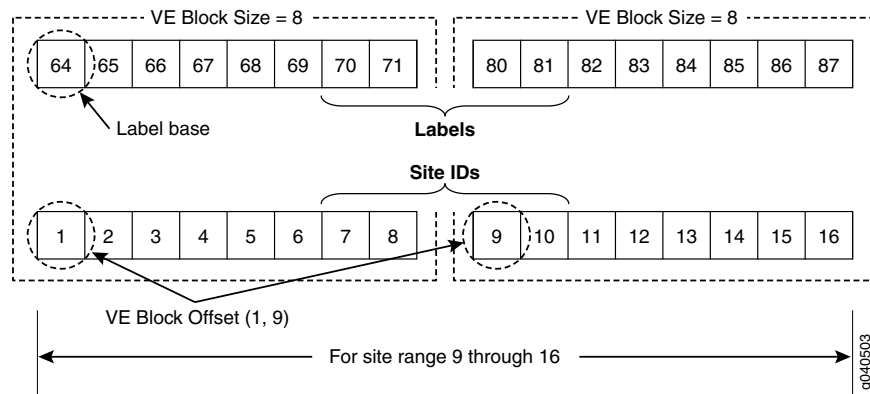 VE Block Size = 8 VE Block Size = 8
64 65 66 67 68 69 70 71 80 81 82 83 84 85 86 87
Label base
Labels
Site IDs
1 2 3 4 5 6 7 8 9 10 11 12 13 14 15 16
VE Block Offset (1, 9)
For site range 9 through 16
g040503